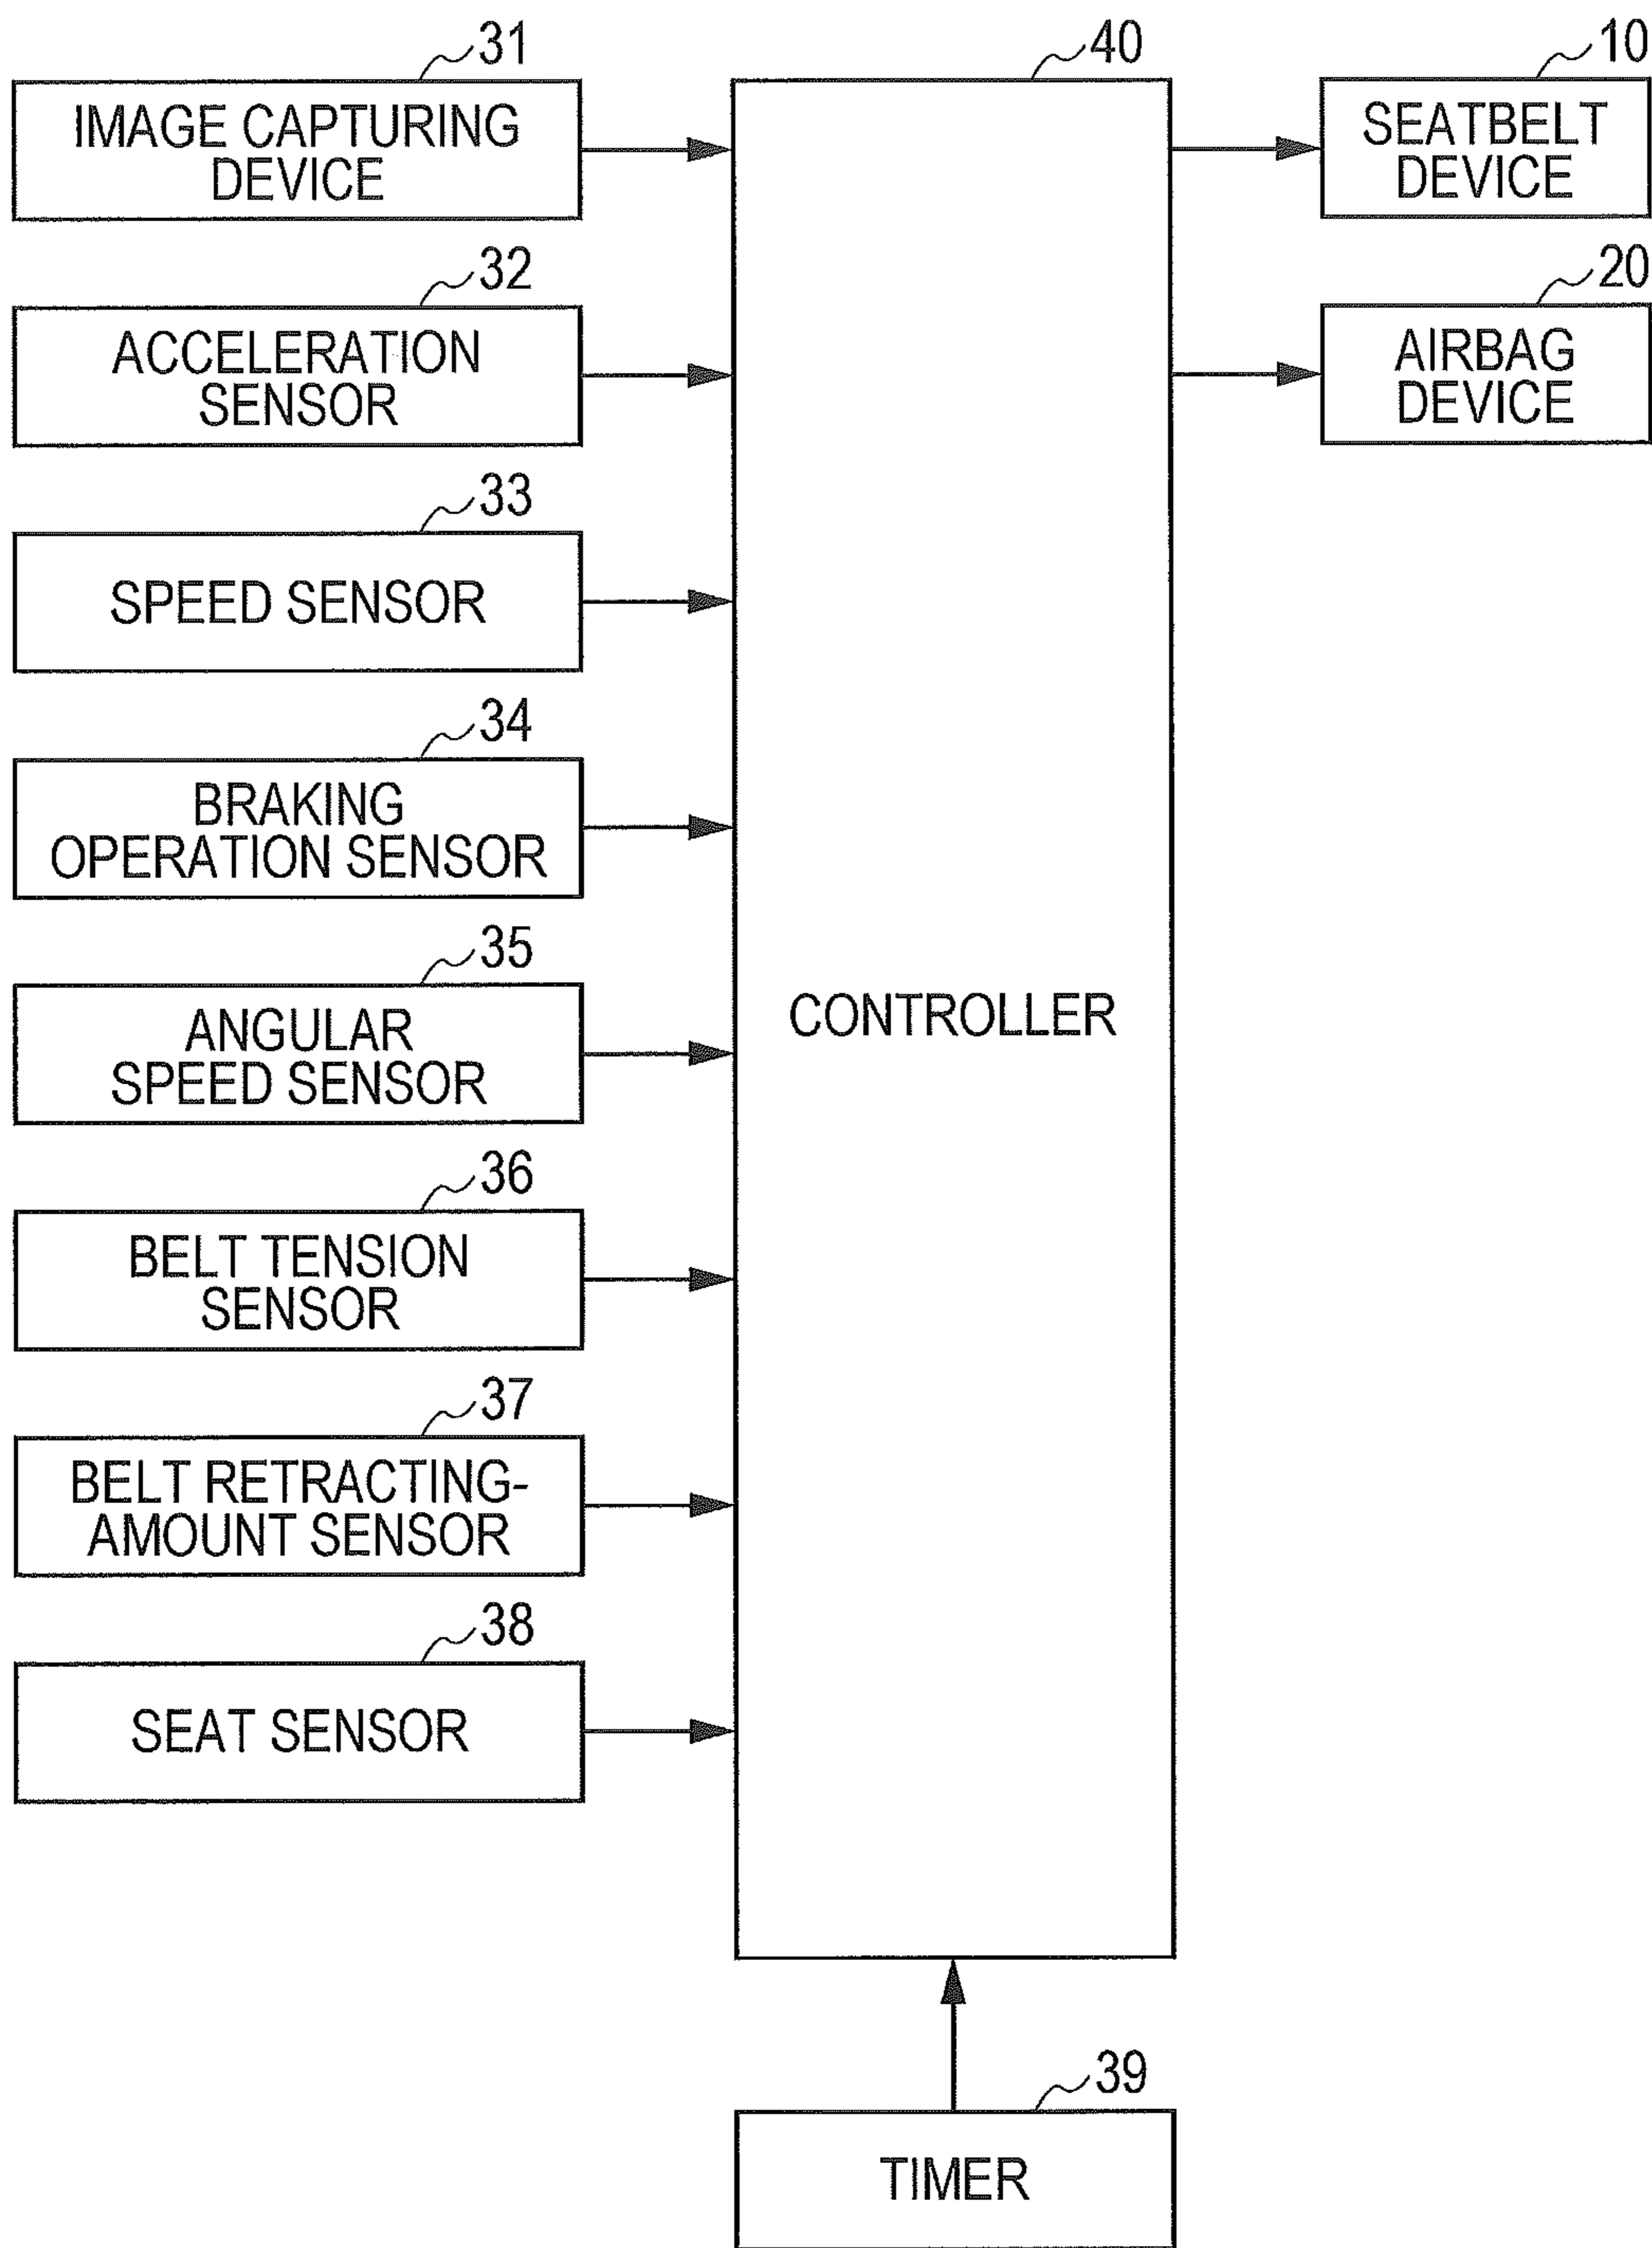 31
IMAGE CAPTURING
DEVICE
32
ACCELERATION
SENSOR
33
SPEED SENSOR
34
BRAKING
OPERATION SENSOR
35
ANGULAR
SPEED SENSOR
36
BELT TENSION
SENSOR
37
BELT RETRACTING-
AMOUNT SENSOR
38
SEAT SENSOR
40
CONTROLLER
39
TIMER
10
SEATBELT
DEVICE
20
AIRBAG
DEVICE